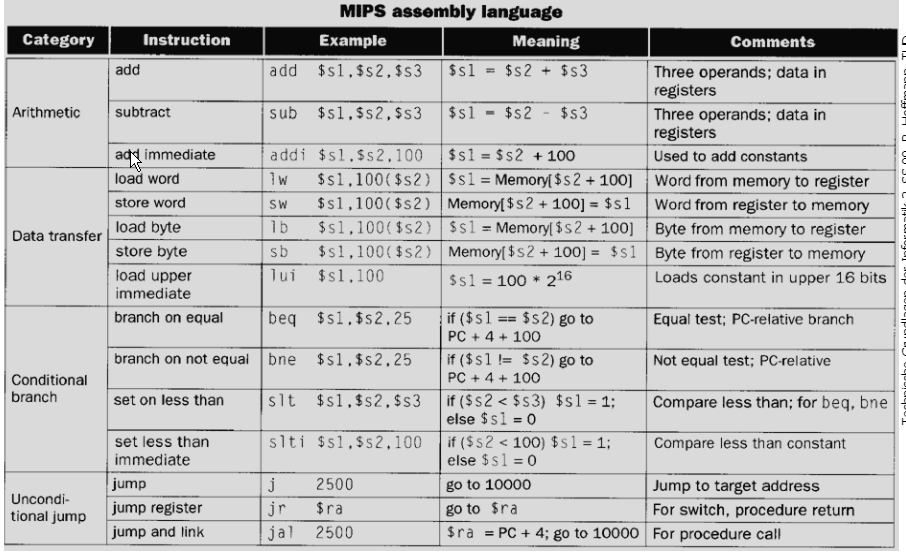 MIPS assembly language
Category Instruction Example Meaning Comments
Arithmetic
add add $s1,$s2,$s3 $s1 = $s2 + $s3 Three operands; data in
registers
subtract sub $s1,$s2,$s3 $s1 = $s2 - $s3 Three operands; data in
registers
add immediate addi $s1,$s2,100 $s1 = $s2 + 100 Used to add constants
Data transfer
load word lw $s1,100($s2) $s1 = Memory[$s2 + 100] Word from memory to register
store word sw $s1,100($s2) Memory[$s2 + 100] = $s1 Word from register to memory
load byte lb $s1,100($s2) $s1 = Memory[$s2 + 100] Byte from memory to register
store byte sb $s1,100($s2) Memory[$s2 + 100] = $s1 Byte from register to memory
load upper lui $s1,100 $s1 = 100 * 2^16 Loads constant in upper 16 bits
immediate
Conditional
branch
branch on equal beq $s1,$s2,25 if ($s1 == $s2) go to Equal test; PC-relative branch
PC + 4 + 100
branch on not equal bne $s1,$s2,25 if ($s1 != $s2) go to Not equal test; PC-relative
PC + 4 + 100
set on less than slt $s1,$s2,$s3 if ($s2 < $s3) $s1 = 1; Compare less than; for beq, bne
else $s1 = 0
set less than slti $s1,$s2,100 if ($s2 < 100) $s1 = 1; Compare less than constant
immediate else $s1 = 0
Uncondi-
tional jump
jump j 2500 go to 10000 Jump to target address
jump register jr $ra go to $ra For switch, procedure return
jump and link jal 2500 $ra = PC + 4; go to 10000 For procedure call